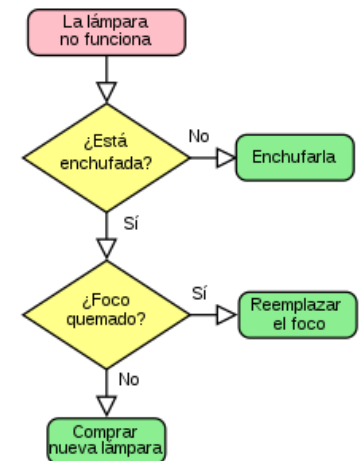 La lámpara
no funciona
¿Está
enchufada?
No
Enchufarla
Sí
¿Foco
quemado?
Sí
Reemplazar
el foco
No
Comprar
nueva lámpara